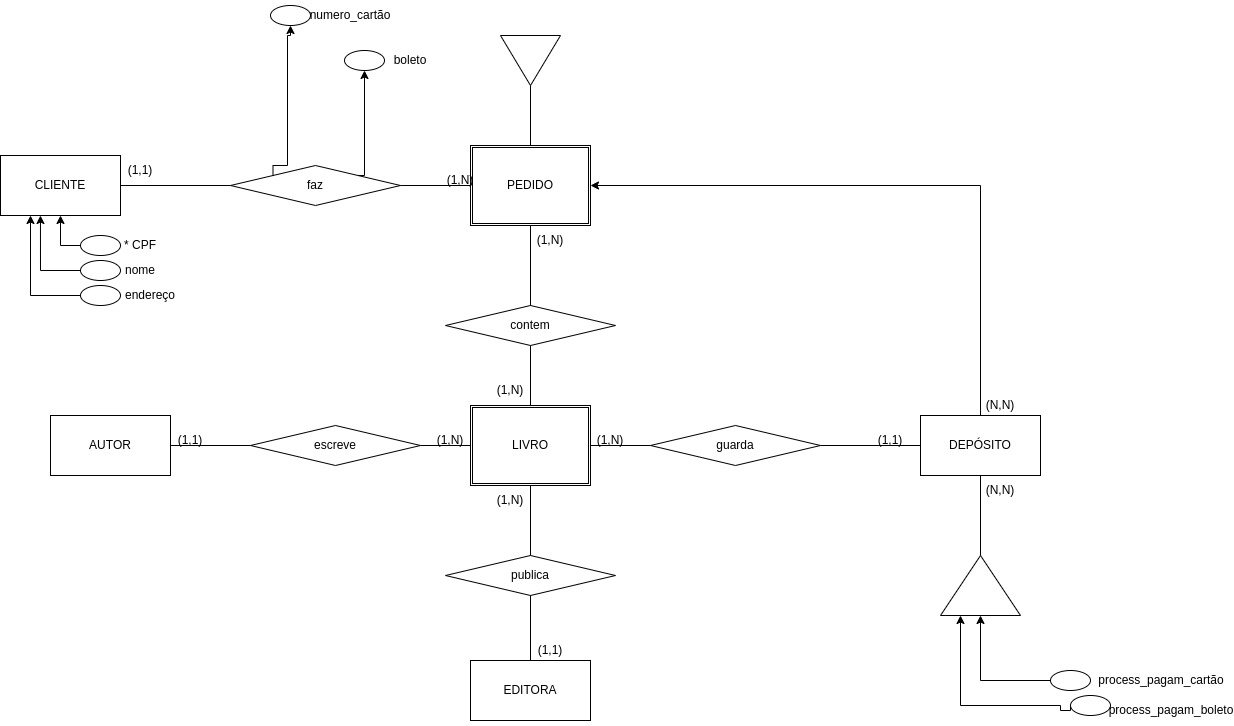 numero_cartão
boleto
(1,1)
CLIENTE
faz
(1,N)
PEDIDO
* CPF
nome
endereço
(1,N)
contem
(1,N)
(N,N)
AUTOR
(1,1)
escreve
(1,N)
LIVRO
(1,N)
guarda
(1,1)
DEPÓSITO
(1,N)
(N,N)
publica
(1,1)
EDITORA
process_pagam_cartão
process_pagam_boleto